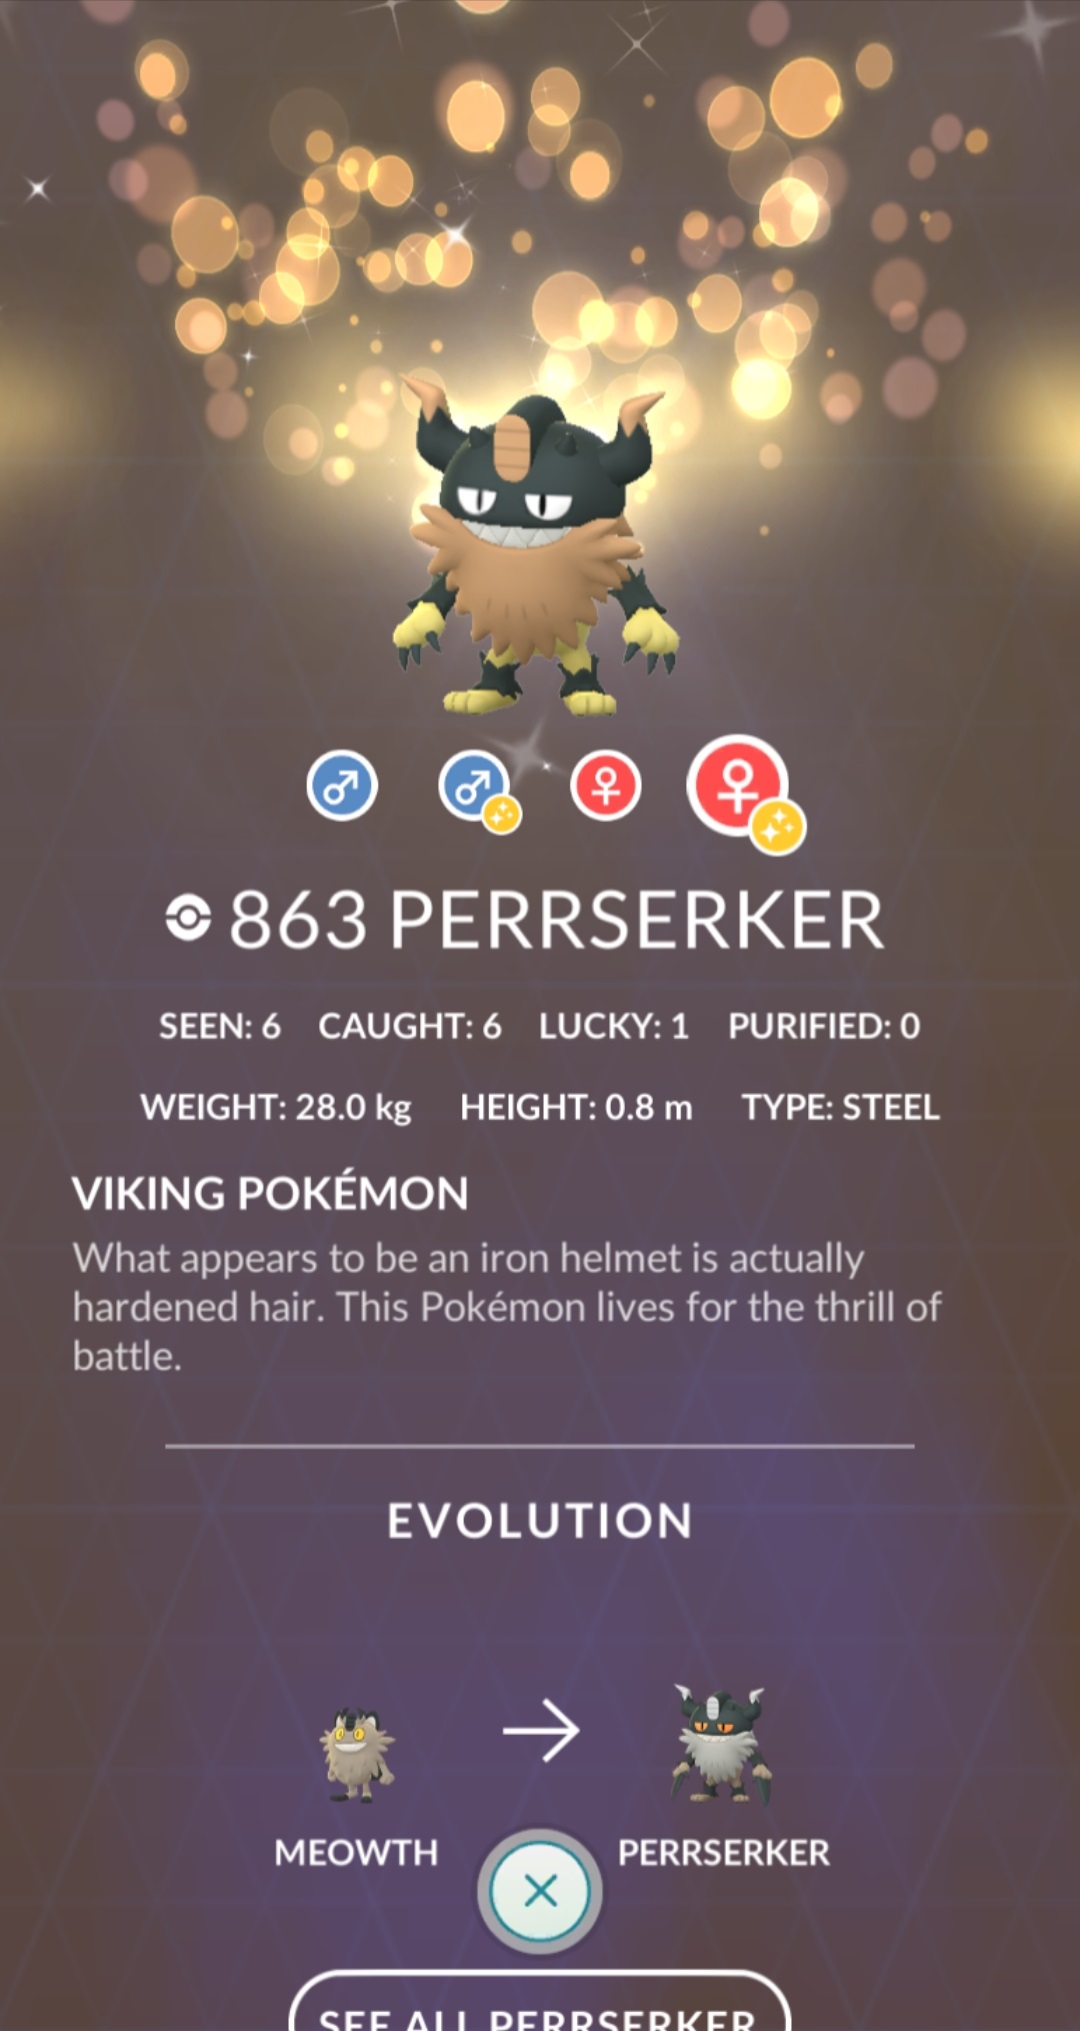 863 PERRSERKER
SEEN: 6 CAUGHT: 6 LUCKY: 1 PURIFIED: 0
WEIGHT: 28.0 kg HEIGHT: 0.8 m TYPE: STEEL
VIKING POKÉMON
What appears to be an iron helmet is actually
hardened hair. This Pokémon lives for the thrill of
battle.
EVOLUTION
MEOWTH PERRSERKER
SEE ALL PERRSERKER